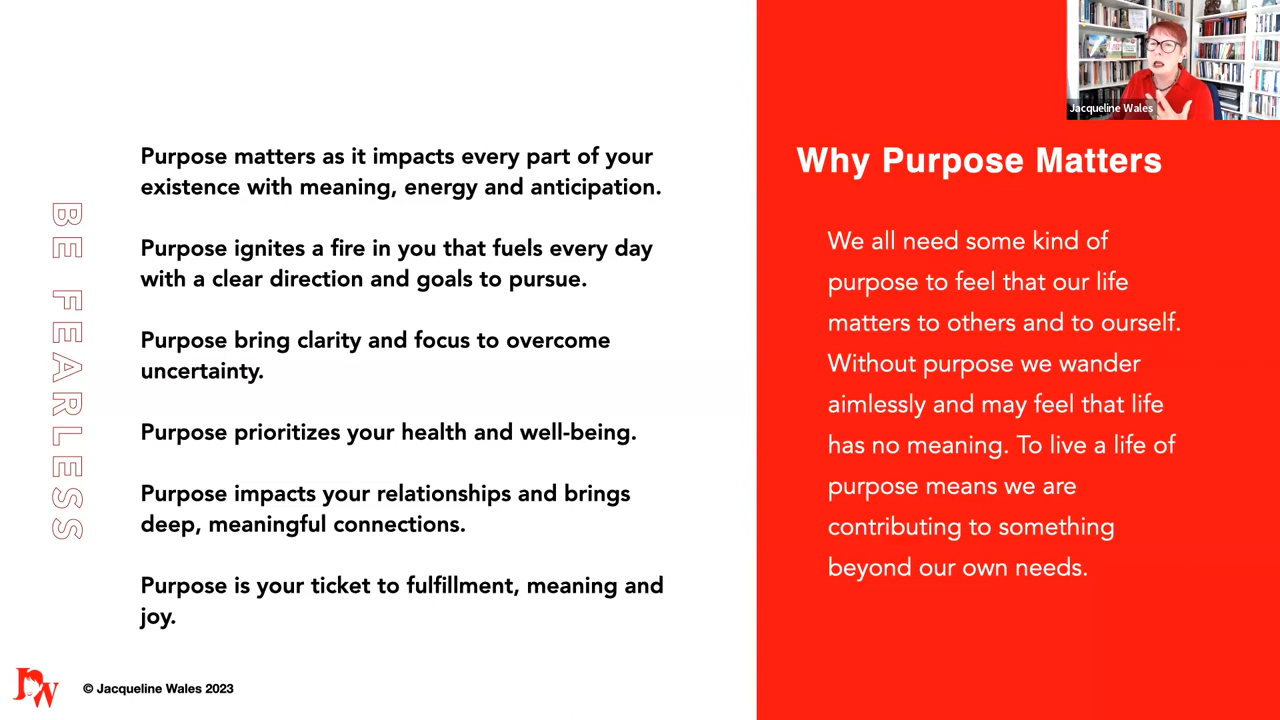 Purpose matters as it impacts every part of your
existence with meaning, energy and anticipation.
Purpose ignites a fire in you that fuels every day
with a clear direction and goals to pursue.
Purpose bring clarity and focus to overcome
uncertainty.
Purpose prioritizes your health and well-being.
Purpose impacts your relationships and brings
deep, meaningful connections.
Purpose is your ticket to fulfillment, meaning and
joy.
BE FEARLESS
JW
© Jacqueline Wales 2023
Jacqueline Wales
Why Purpose Matters
We all need some kind of
purpose to feel that our life
matters to others and to ourself.
Without purpose we wander
aimlessly and may feel that life
has no meaning. To live a life of
purpose means we are
contributing to something
beyond our own needs.